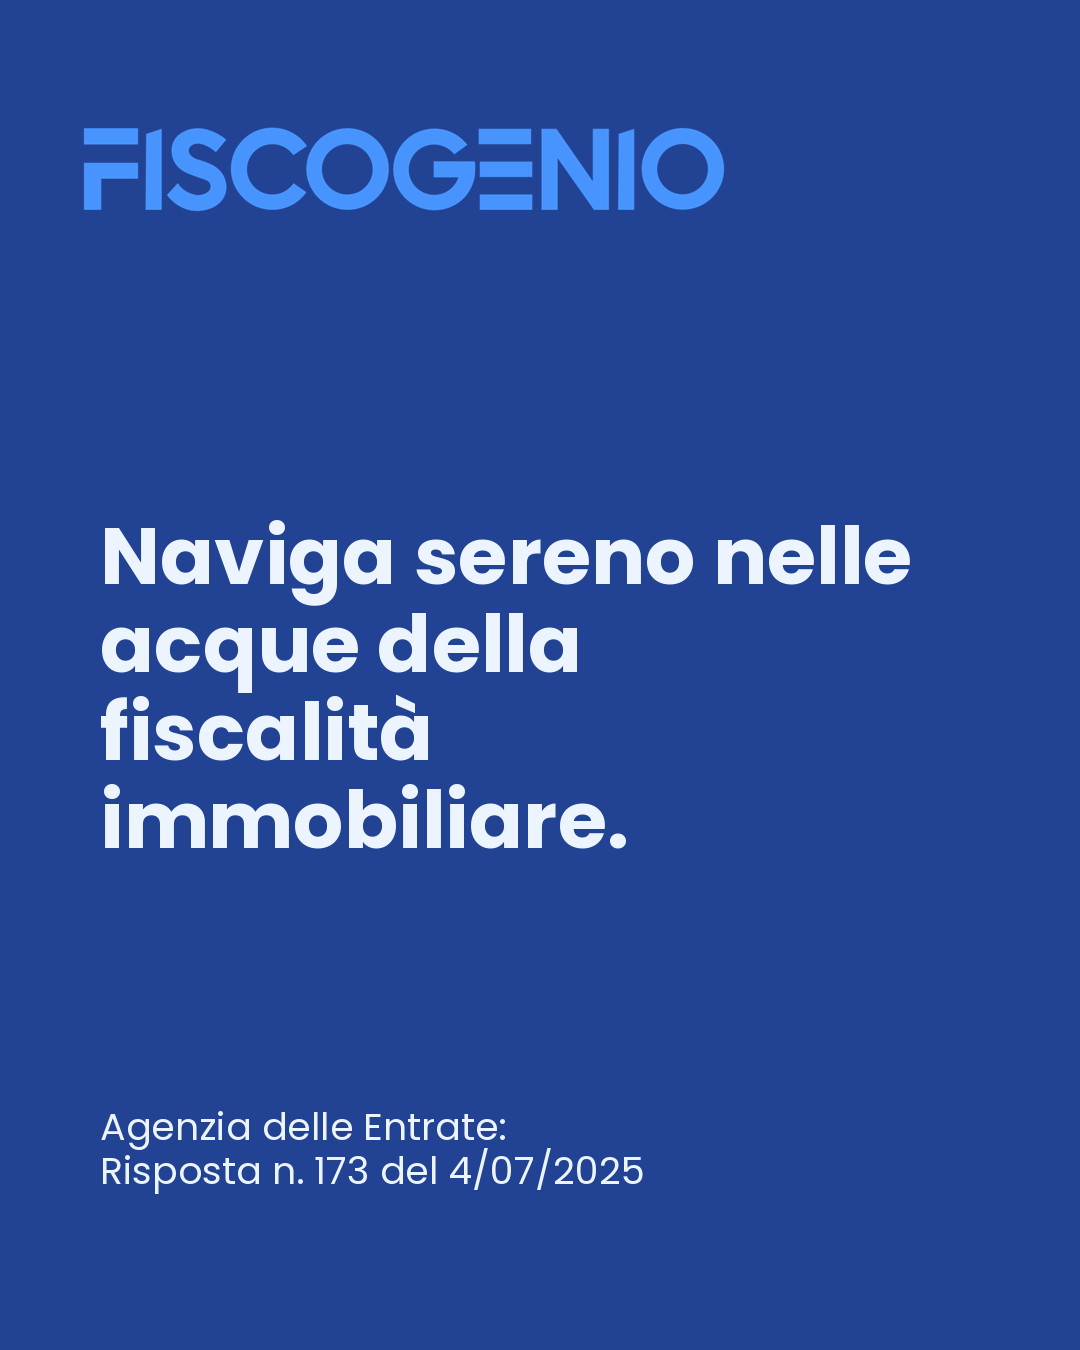 FISCOGENIO
Naviga sereno nelle
acque della
fiscalità
immobiliare.
Agenzia delle Entrate:
Risposta n. 173 del 4/07/2025